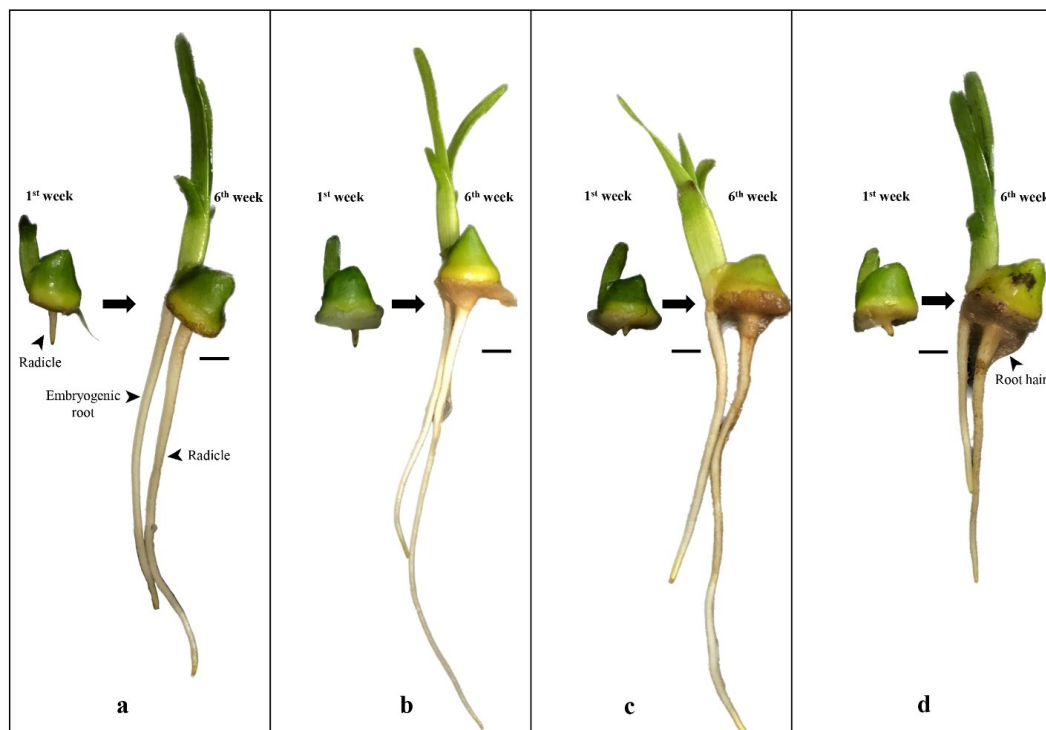 1st week
6th week
Radicle
Embryogenic
root
Radicle
a
1st week
6th week
b
1st week
6th week
c
1st week
6th week
Root hair
d